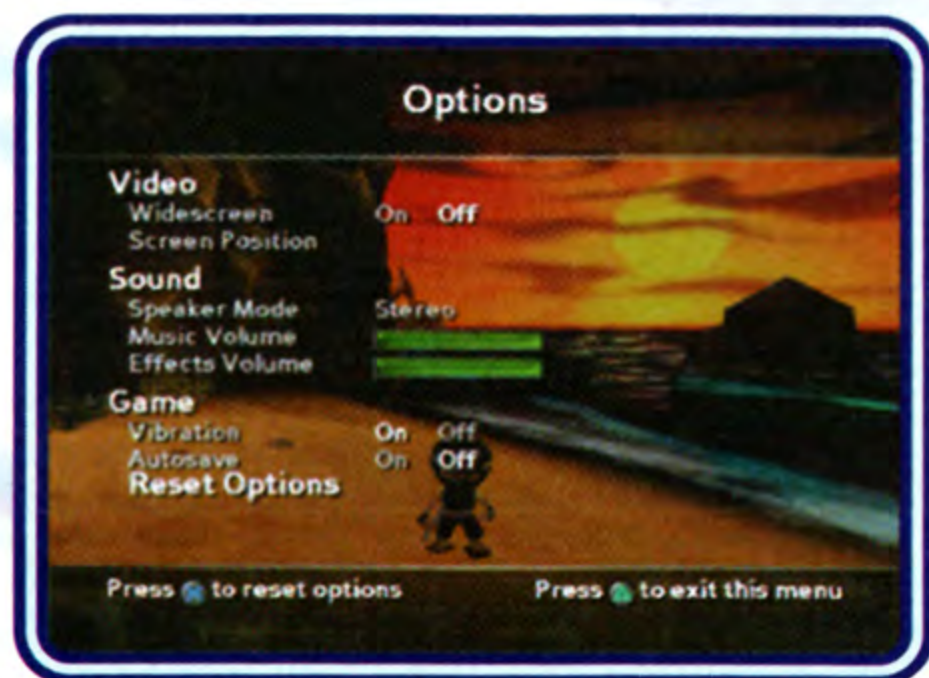 Options
Video
Widescreen On Off
Screen Position
Sound
Speaker Mode Stereo
Music Volume
Effects Volume
Game
Vibration On Off
Autosave On Off
Reset Options
Press to reset options Press to exit this menu